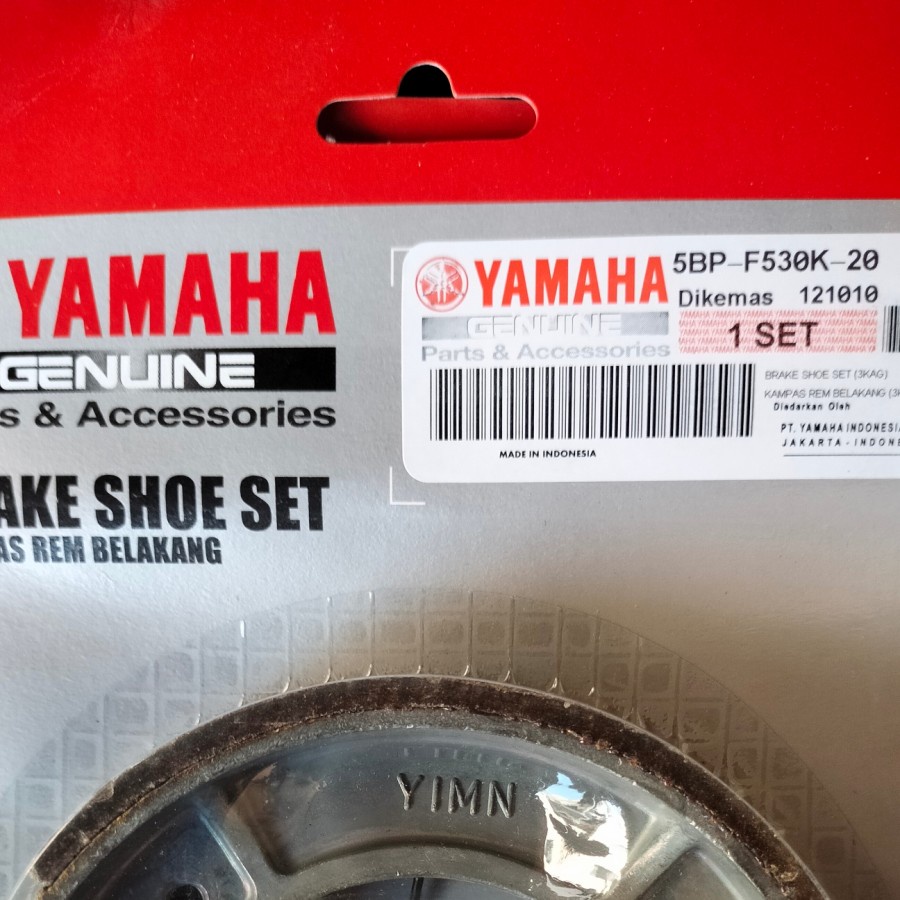 YAMAHA
GENUINE
s & Accessories
AKE SHOE SET
AS REM BELAKANG
YAMAHA
GENUINE
Parts & Accessories
5BP-F530K-20
Dikemas 121010
1 SET
BRAKE SHOE SET (3KAG)
KAMPAS REM BELAKANG (3K
Diedarkan Oleh
PT. YAMAHA INDONESIA
JAKARTA - INDONE
MADE IN INDONESIA
YIMN